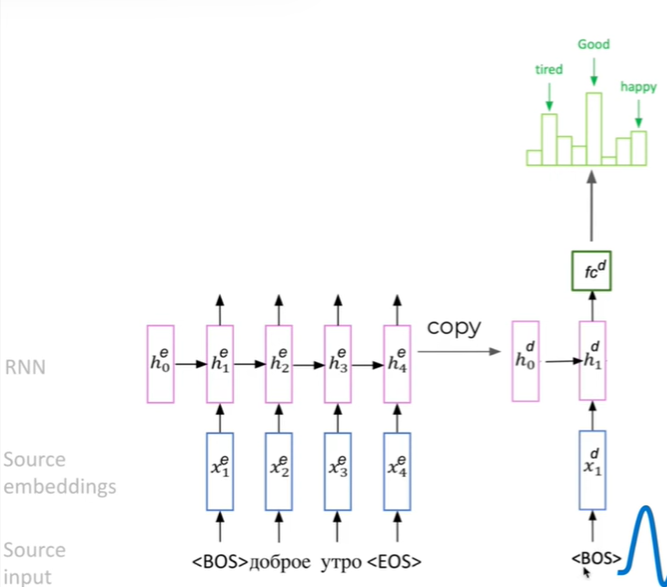 Good
tired
happy
fc^d
copy
RNN
h_0^e h_1^e h_2^e h_3^e h_4^e h_0^d h_1^d
Source embeddings
x_1^e x_2^e x_3^e x_4^e x_1^d
Source input
<BOS> доброе утро <EOS> <BOS>